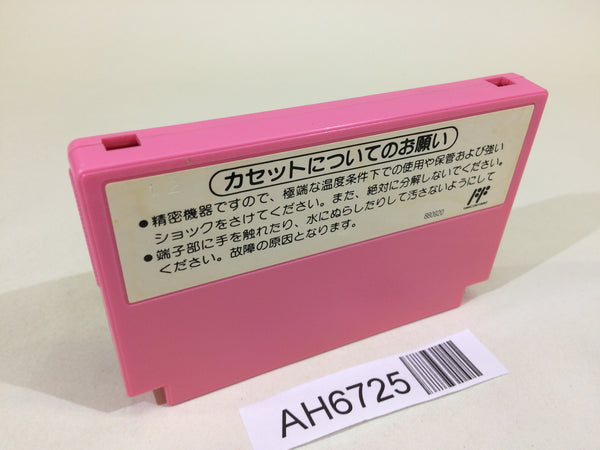 カセットについてのお願い
●精密機器ですので、極端な温度条件下での使用や保管および強い
ショックをさけてください。また、絶対に分解しないでください。
●端子部に手を触れたり、水にぬらしたりして汚さないようにして
ください。故障の原因となります。
880920
AH6725